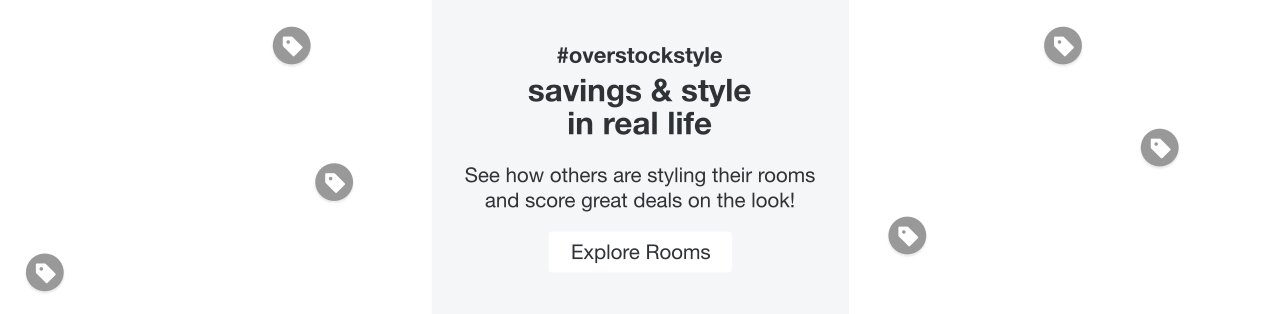 #overstockstyle
savings & style
in real life
See how others are styling their rooms
and score great deals on the look!
Explore Rooms